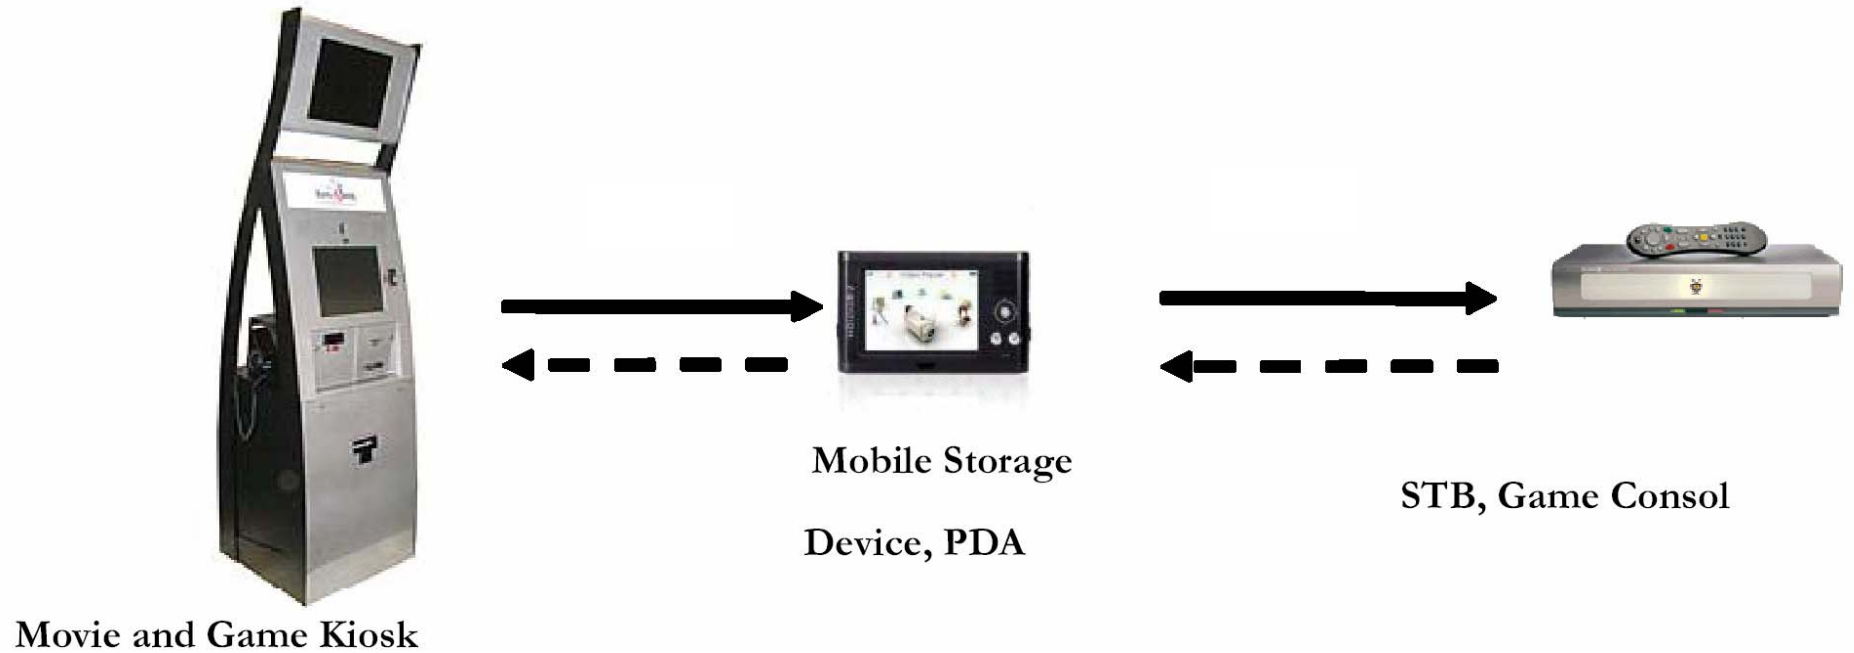 Movie and Game Kiosk
Mobile Storage
Device, PDA
STB, Game Consol